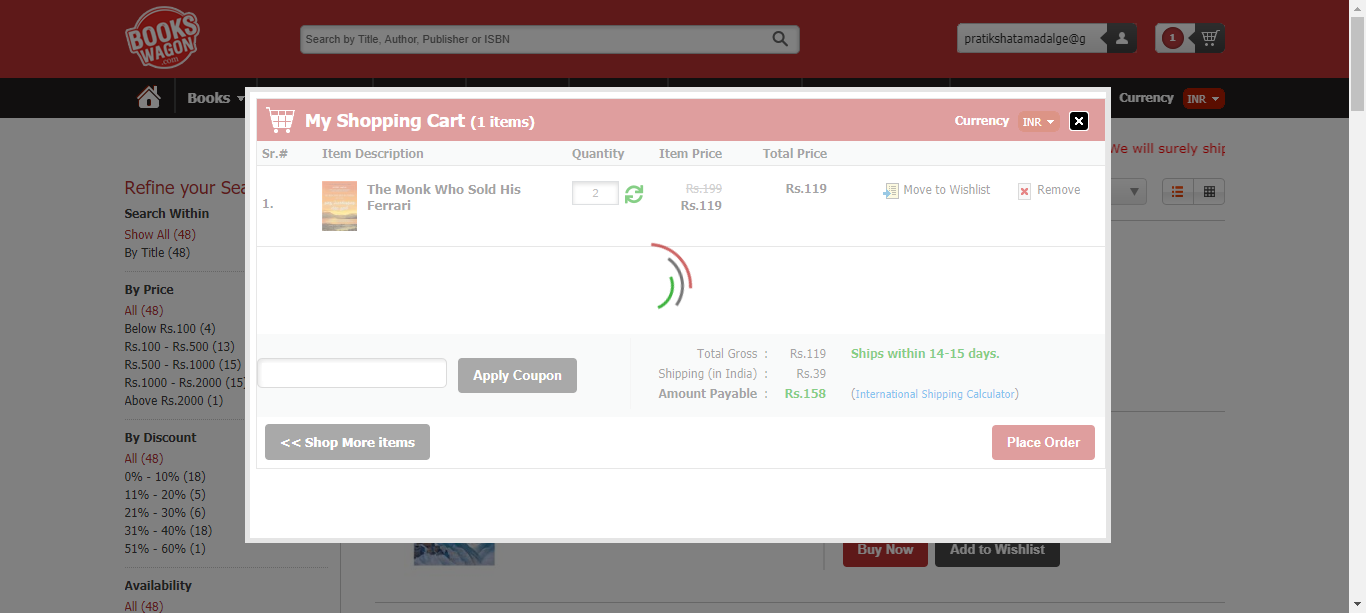 BOOKS
WAGON
.com
Search by Title, Author, Publisher or ISBN
pratikshatamadalge@g
1
Books
Currency INR
My Shopping Cart (1 items)
Currency INR
Sr.# Item Description Quantity Item Price Total Price
1. The Monk Who Sold His
Ferrari
2
Rs.199
Rs.119
Rs.119
Move to Wishlist
Remove
Apply Coupon
Total Gross : Rs.119 Ships within 14-15 days.
Shipping (in India) : Rs.39
Amount Payable : Rs.158 (International Shipping Calculator)
<< Shop More items
Place Order
We will surely ship
Refine your Sea
Search Within
Show All (48)
By Title (48)
By Price
All (48)
Below Rs.100 (4)
Rs.100 - Rs.500 (13)
Rs.500 - Rs.1000 (15)
Rs.1000 - Rs.2000 (15)
Above Rs.2000 (1)
By Discount
All (48)
0% - 10% (18)
11% - 20% (5)
21% - 30% (6)
31% - 40% (18)
51% - 60% (1)
Availability
All (48)
Buy Now
Add to Wishlist